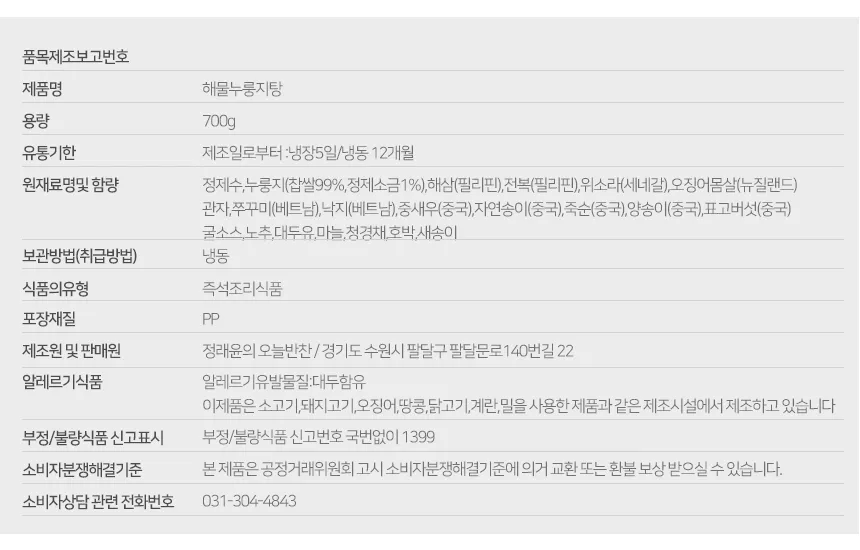 품목제조보고번호
제품명 해물누룽지탕
용량 700g
유통기한 제조일로부터 :냉장5일/냉동 12개월
원재료명및 함량 정제수,누룽지(찹쌀99%,정제소금1%),해삼(필리핀),전복(필리핀),위소라(세네갈),오징어몸살(뉴질랜드)
관자,쭈꾸미(베트남),낙지(베트남),중새우(중국),자연송이(중국),죽순(중국),양송이(중국),표고버섯(중국)
굴소스,노추,대두유,마늘,청경채,호박,새송이
보관방법(취급방법) 냉동
식품의유형 즉석조리식품
포장재질 PP
제조원 및 판매원 정래윤의 오늘반찬 / 경기도 수원시 팔달구 팔달문로140번길 22
알레르기식품 알레르기유발물질:대두함유
이제품은 소고기,돼지고기,오징어,땅콩,닭고기,계란,밀을 사용한 제품과 같은 제조시설에서 제조하고 있습니다
부정/불량식품 신고표시 부정/불량식품 신고번호 국번없이 1399
소비자분쟁해결기준 본 제품은 공정거래위원회 고시 소비자분쟁해결기준에 의거 교환 또는 환불 보상 받으실 수 있습니다.
소비자상담 관련 전화번호 031-304-4843